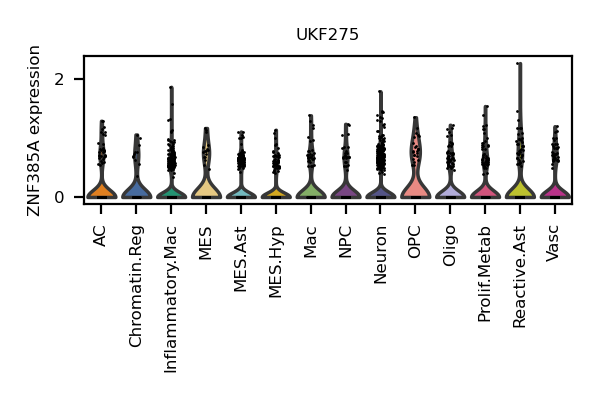 UKF275
ZNF385A expression
2
0
AC
Chromatin.Reg
Inflammatory.Mac
MES
MES.Ast
MES.Hyp
Mac
NPC
Neuron
OPC
Oligo
Prolif.Metab
Reactive.Ast
Vasc